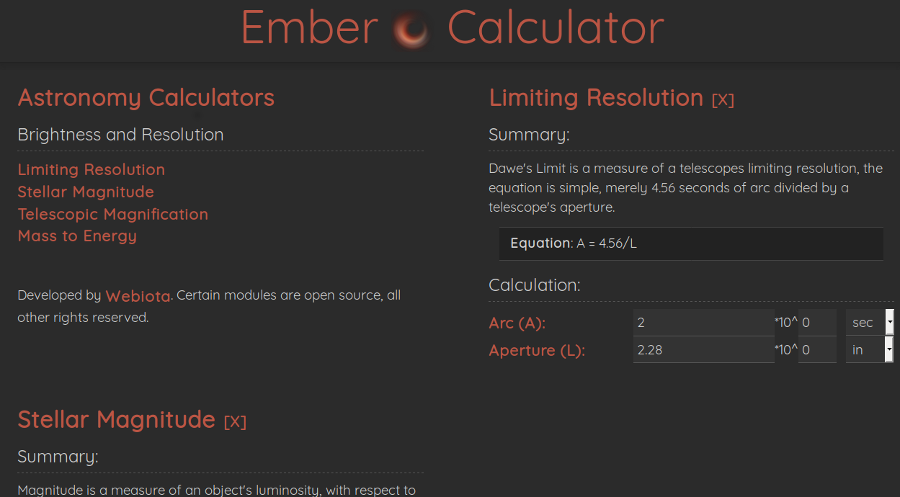 Ember Calculator
Astronomy Calculators
Brightness and Resolution
Limiting Resolution
Stellar Magnitude
Telescopic Magnification
Mass to Energy
Developed by Webiota. Certain modules are open source, all
other rights reserved.
Limiting Resolution [X]
Summary:
Dawe's Limit is a measure of a telescopes limiting resolution, the
equation is simple, merely 4.56 seconds of arc divided by a
telescope's aperture.
Equation: A = 4.56/L
Calculation:
Arc (A): 2 *10^ 0 sec
Aperture (L): 2.28 *10^ 0 in
Stellar Magnitude [X]
Summary:
Magnitude is a measure of an object's luminosity, with respect to